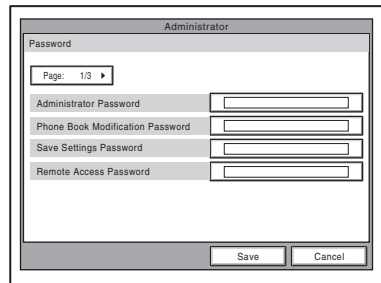 Administrator
Password
Page: 1/3
Administrator Password
Phone Book Modification Password
Save Settings Password
Remote Access Password
Save Cancel